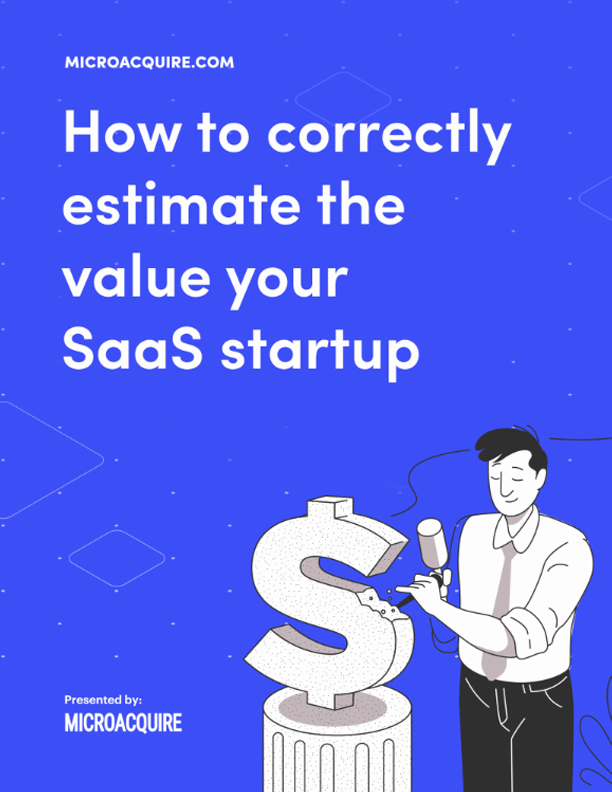 MICROACQUIRE.COM
How to correctly
estimate the
value your
SaaS startup
Presented by:
MICROACQUIRE